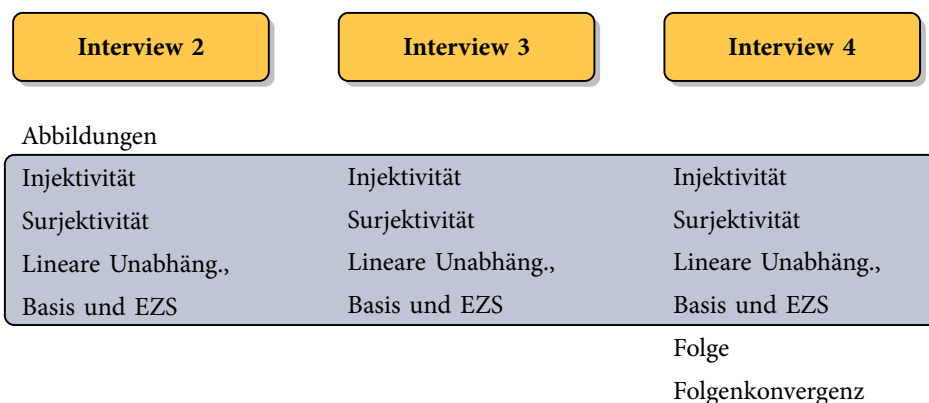 Interview 2
Interview 3
Interview 4
Abbildungen
Injektivität
Injektivität
Injektivität
Surjektivität
Surjektivität
Surjektivität
Lineare Unabhäng.,
Lineare Unabhäng.,
Lineare Unabhäng.,
Basis und EZS
Basis und EZS
Basis und EZS
Folge
Folgenkonvergenz